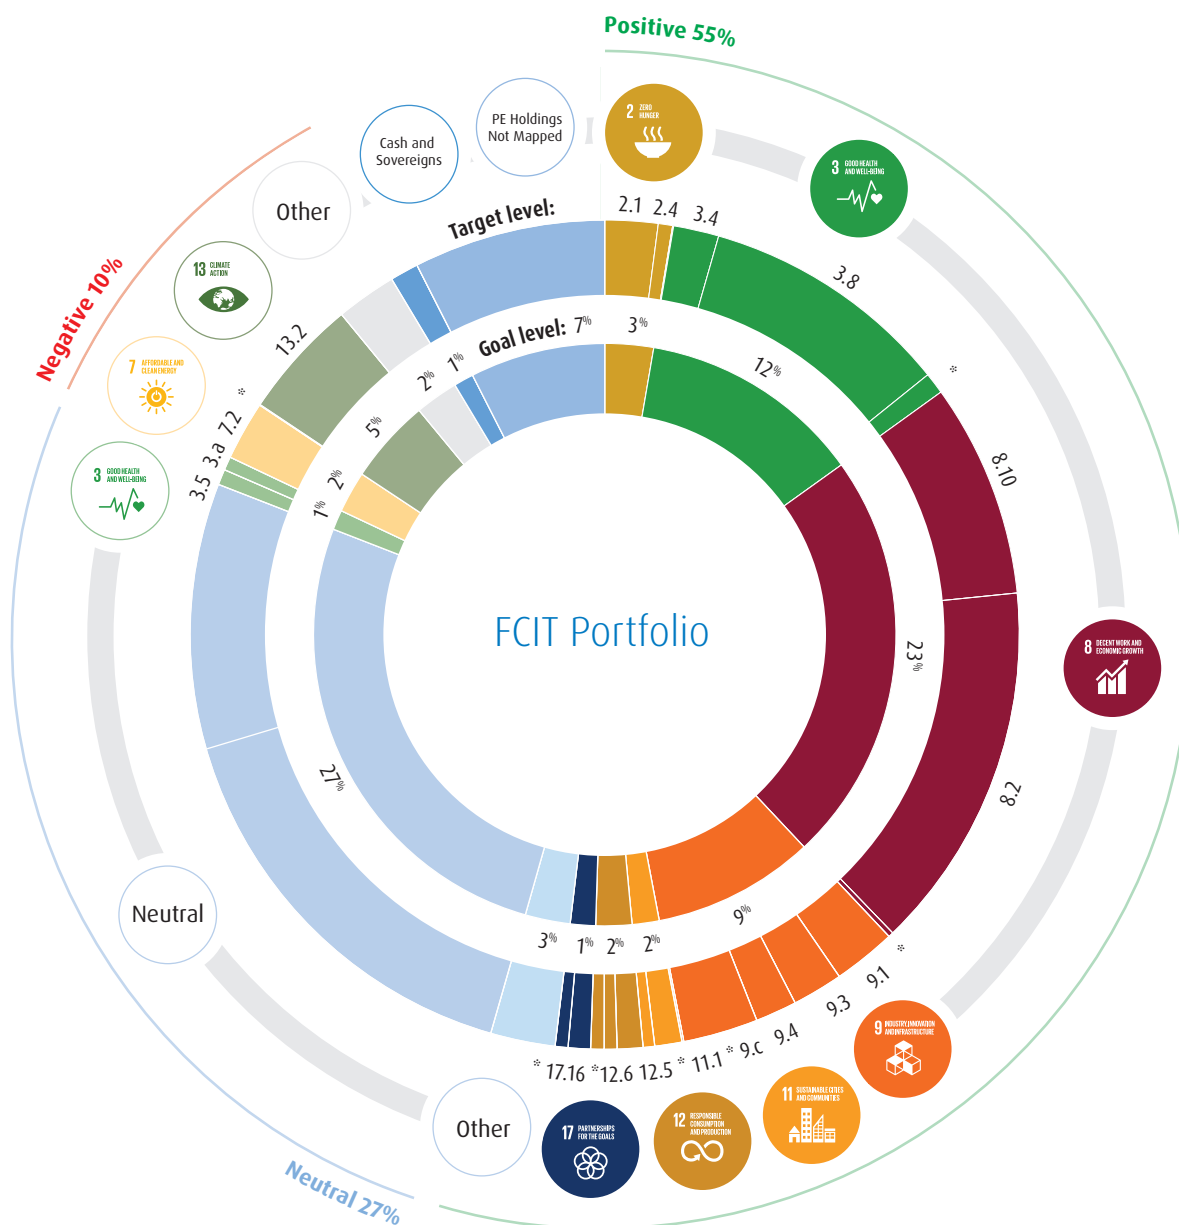 Positive 55%
2 ZERO
HUNGER
3 GOOD HEALTH
AND WELL-BEING
8 DECENT WORK AND
ECONOMIC GROWTH
9 INDUSTRY, INNOVATION
AND INFRASTRUCTURE
11 SUSTAINABLE CITIES
AND COMMUNITIES
12 RESPONSIBLE
CONSUMPTION
AND PRODUCTION
17 PARTNERSHIPS
FOR THE GOALS
Other
Neutral 27%
Neutral
3 GOOD HEALTH
AND WELL-BEING
7 AFFORDABLE AND
CLEAN ENERGY
13 CLIMATE
ACTION
Negative 10%
Other
Cash and
Sovereigns
PE Holdings
Not Mapped
Target level:
2.1
2.4
3.4
3.8
*
8.10
8.2
*
9.1
9.3
9.4
9.c
*
11.1
*
12.5
12.6
*
17.16
*
3.5
3.a
7.2
*
13.2
Goal level:
7%
3%
12%
23%
9%
2%
2%
1%
3%
27%
1%
2%
5%
2%
1%
FCIT Portfolio